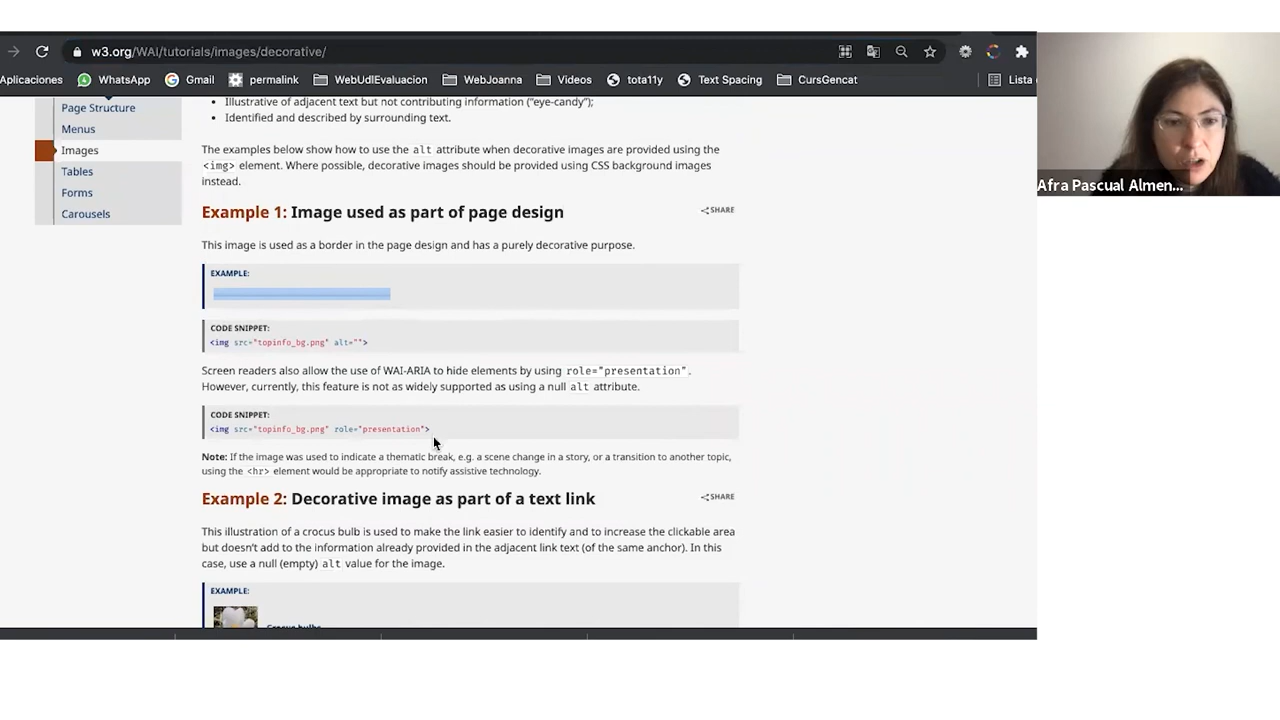 w3.org/WAI/tutorials/images/decorative/
Aplicaciones WhatsApp Gmail permalink WebUdlEvaluacion WebJoanna Videos tota11y Text Spacing CursGencat Lista
Page Structure
Menus
Images
Tables
Forms
Carousels
• Illustrative of adjacent text but not contributing information ("eye-candy");
• Identified and described by surrounding text.
The examples below show how to use the alt attribute when decorative images are provided using the
<img> element. Where possible, decorative images should be provided using CSS background images
instead.
Example 1: Image used as part of page design
SHARE
This image is used as a border in the page design and has a purely decorative purpose.
EXAMPLE:
CODE SNIPPET:
<img src="topinfo_bg.png" alt="">
Screen readers also allow the use of WAI-ARIA to hide elements by using role="presentation".
However, currently, this feature is not as widely supported as using a null alt attribute.
CODE SNIPPET:
<img src="topinfo_bg.png" role="presentation">
Note: If the image was used to indicate a thematic break, e.g. a scene change in a story, or a transition to another topic,
using the <hr> element would be appropriate to notify assistive technology.
Example 2: Decorative image as part of a text link
SHARE
This illustration of a crocus bulb is used to make the link easier to identify and to increase the clickable area
but doesn't add to the information already provided in the adjacent link text (of the same anchor). In this
case, use a null (empty) alt value for the image.
EXAMPLE:
Crocus bulbs
Afra Pascual Almen...